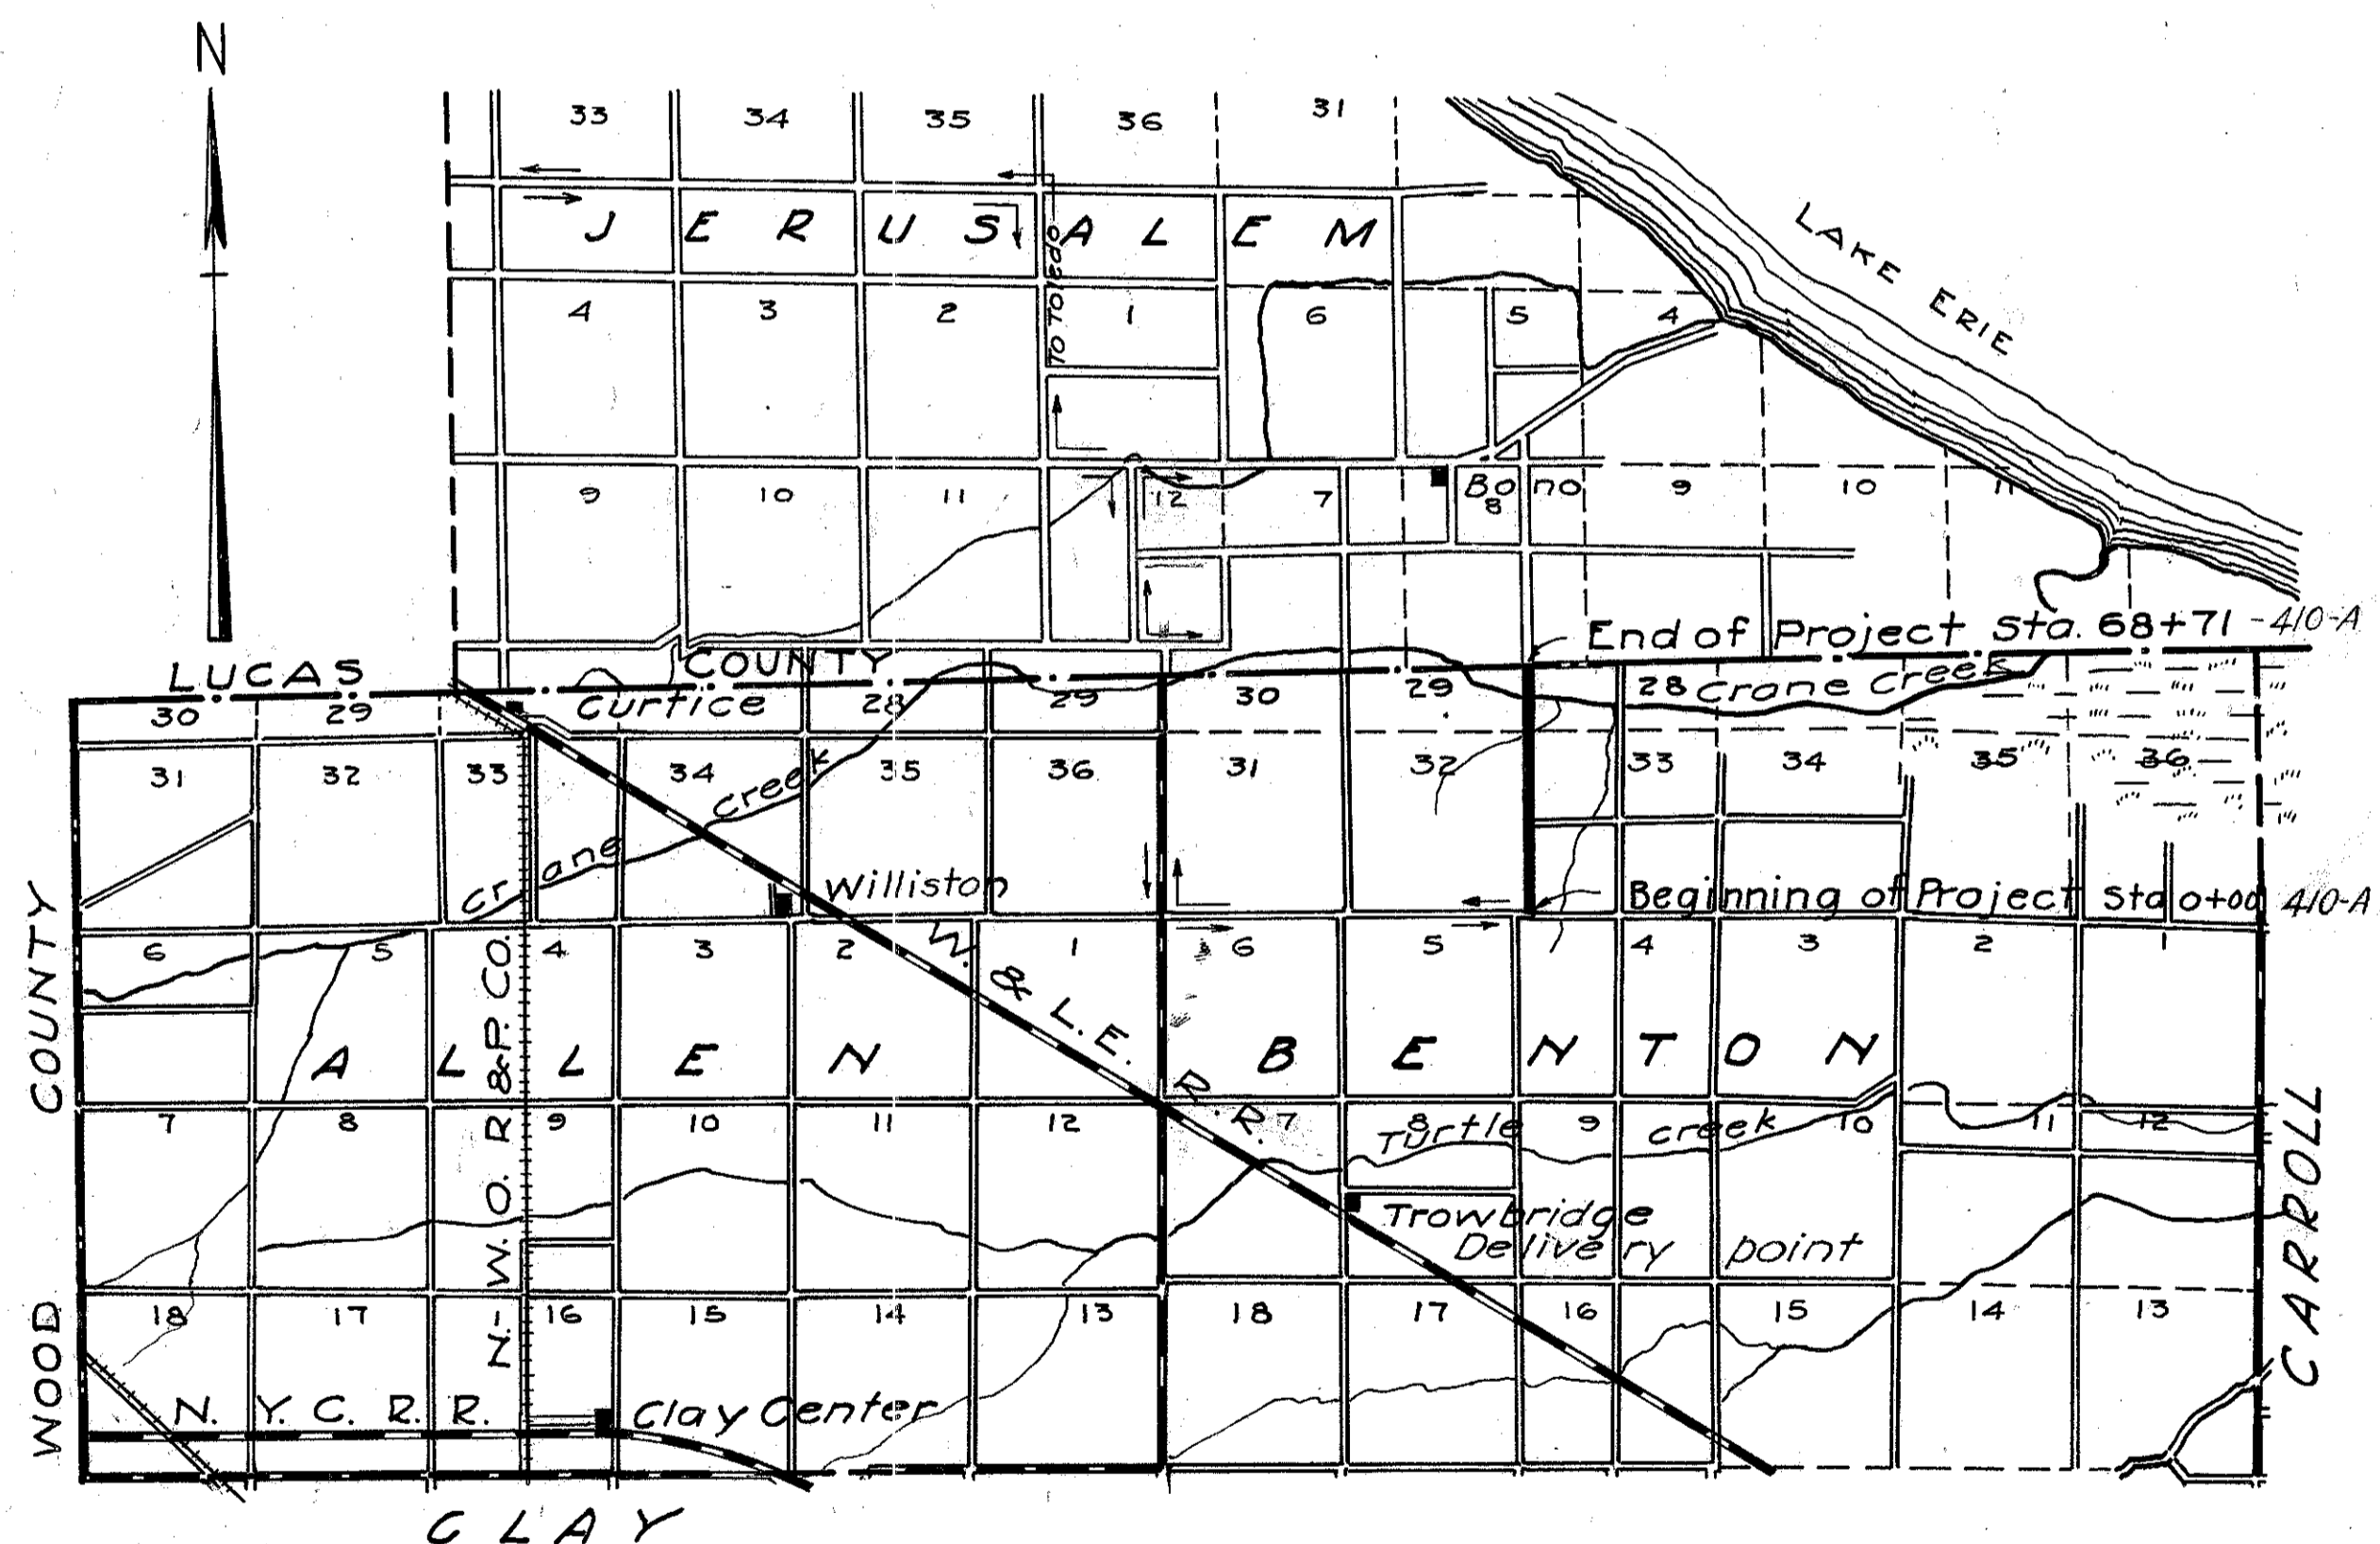 N
33 34 35 36 31
J E R U S A L E M
To Toledo
LAKE ERIE
4 3 2 1 6 5 4
9 10 11 12 7 Bono 8 9 10 11
End of Project Sta. 68+71 - 410-A
LUCAS COUNTY
30 29 Curtice 28 29 30 29 28 Crane Creek
31 32 33 34 35 36 31 32 33 34 35 36
Crane Creek
Williston
Beginning of Project Sta 0+00 410-A
6 5 4 3 2 1 6 5 4 3 2 1
W. & L. E. R. R.
N-W. O. R. & P. CO.
WOOD COUNTY
A L L E N
B E N T O N
CARROLL
7 8 9 10 11 12 7 8 9 10 11 12
Turtle Creek
Trowbridge
Delivery point
18 17 16 15 14 13 18 17 16 15 14 13
N. Y. C. R. R.
Clay Center
C L A Y